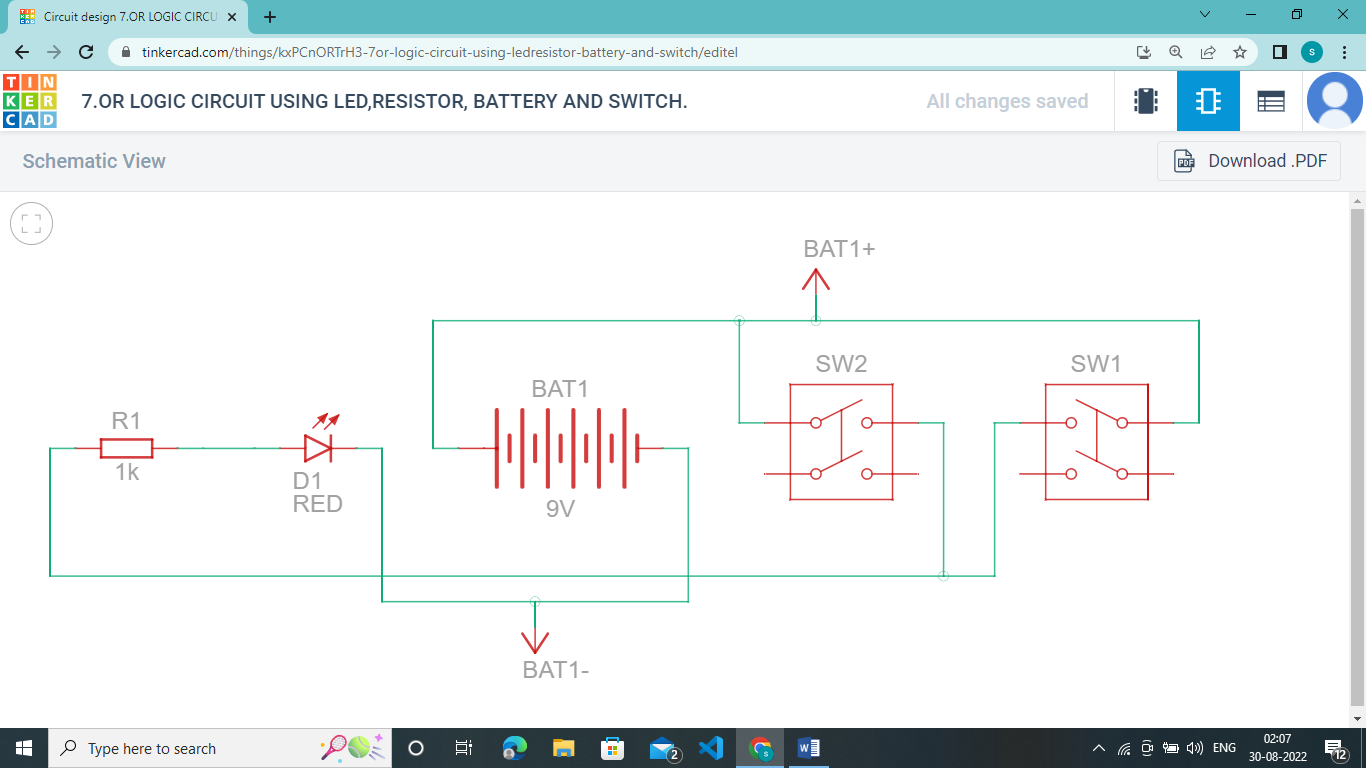 Circuit design 7.OR LOGIC CIRCU
tinkercad.com/things/kxPCnORTrH3-7or-logic-circuit-using-ledresistor-battery-and-switch/editel
S
TIN
KER
CAD
7.OR LOGIC CIRCUIT USING LED,RESISTOR, BATTERY AND SWITCH.
All changes saved
Schematic View
PDF
Download .PDF
BAT1+
SW2
SW1
BAT1
R1
1k
D1
RED
9V
BAT1-
Type here to search
2
S
W
ENG
02:07
30-08-2022
12